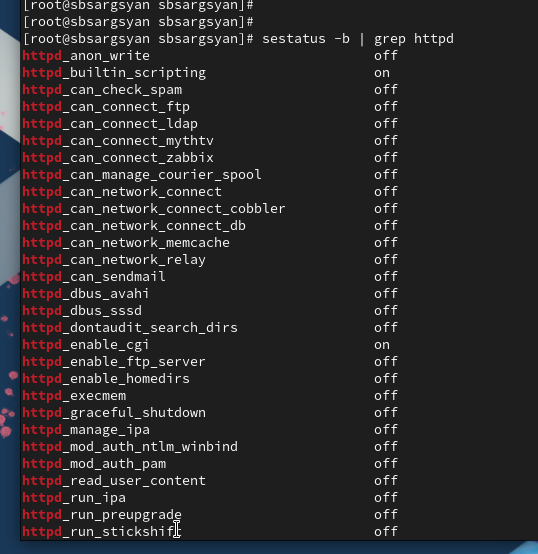 [root@sbsargsyan sbsargsyan]#
[root@sbsargsyan sbsargsyan]#
[root@sbsargsyan sbsargsyan]# sestatus -b | grep httpd
httpd_anon_write off
httpd_builtin_scripting on
httpd_can_check_spam off
httpd_can_connect_ftp off
httpd_can_connect_ldap off
httpd_can_connect_mythtv off
httpd_can_connect_zabbix off
httpd_can_manage_courier_spool off
httpd_can_network_connect off
httpd_can_network_connect_cobbler off
httpd_can_network_connect_db off
httpd_can_network_memcache off
httpd_can_network_relay off
httpd_can_sendmail off
httpd_dbus_avahi off
httpd_dbus_sssd off
httpd_dontaudit_search_dirs off
httpd_enable_cgi on
httpd_enable_ftp_server off
httpd_enable_homedirs off
httpd_execmem off
httpd_graceful_shutdown off
httpd_manage_ipa off
httpd_mod_auth_ntlm_winbind off
httpd_mod_auth_pam off
httpd_read_user_content off
httpd_run_ipa off
httpd_run_preupgrade off
httpd_run_stickshift off